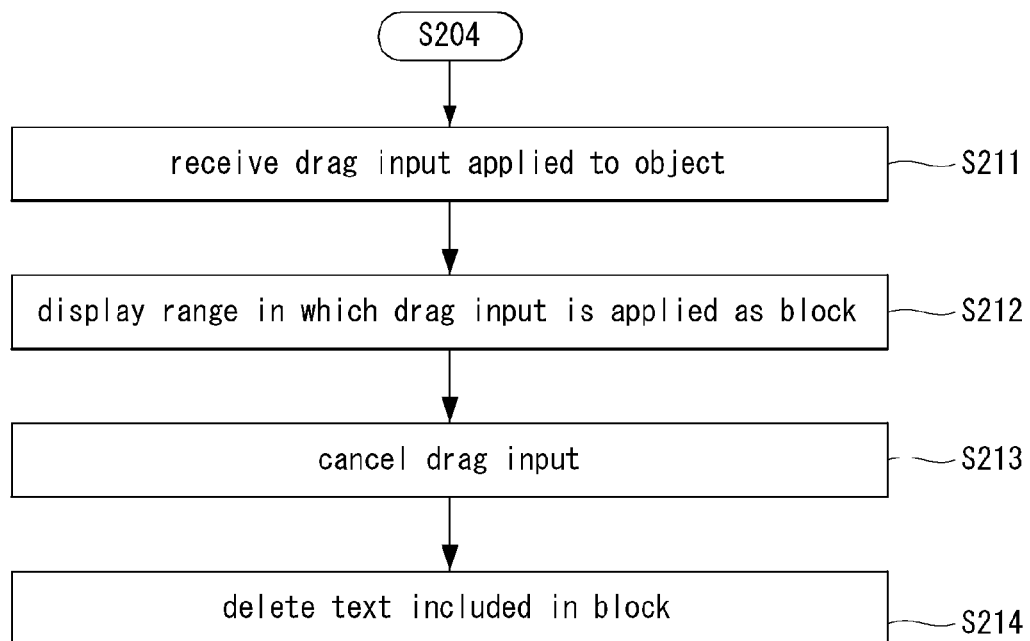 S204
receive drag input applied to object
S211
display range in which drag input is applied as block
S212
cancel drag input
S213
delete text included in block
S214